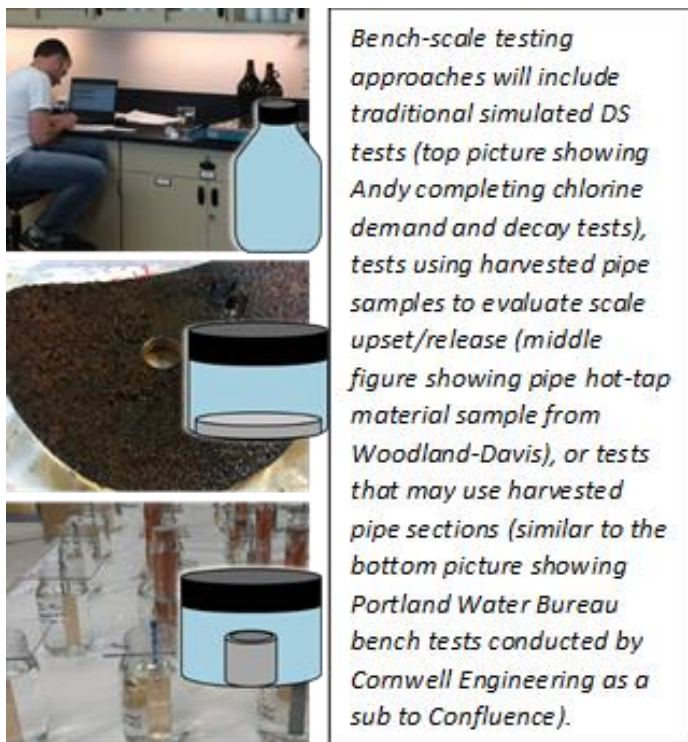 Bench-scale testing
approaches will include
traditional simulated DS
tests (top picture showing
Andy completing chlorine
demand and decay tests),
tests using harvested pipe
samples to evaluate scale
upset/release (middle
figure showing pipe hot-tap
material sample from
Woodland-Davis), or tests
that may use harvested
pipe sections (similar to the
bottom picture showing
Portland Water Bureau
bench tests conducted by
Cornwell Engineering as a
sub to Confluence).